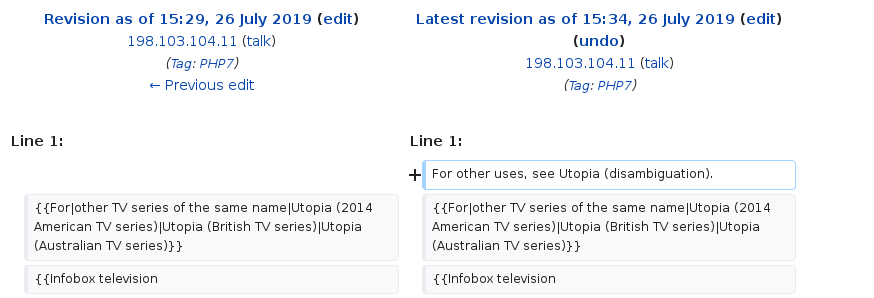 Revision as of 15:29, 26 July 2019 (edit)
198.103.104.11 (talk)
(Tag: PHP7)
← Previous edit
Latest revision as of 15:34, 26 July 2019 (edit)
(undo)
198.103.104.11 (talk)
(Tag: PHP7)
Line 1:
Line 1:
+ For other uses, see Utopia (disambiguation).
{{For|other TV series of the same name|Utopia (2014
American TV series)|Utopia (British TV series)|Utopia
(Australian TV series)}}
{{For|other TV series of the same name|Utopia (2014
American TV series)|Utopia (British TV series)|Utopia
(Australian TV series)}}
{{Infobox television
{{Infobox television